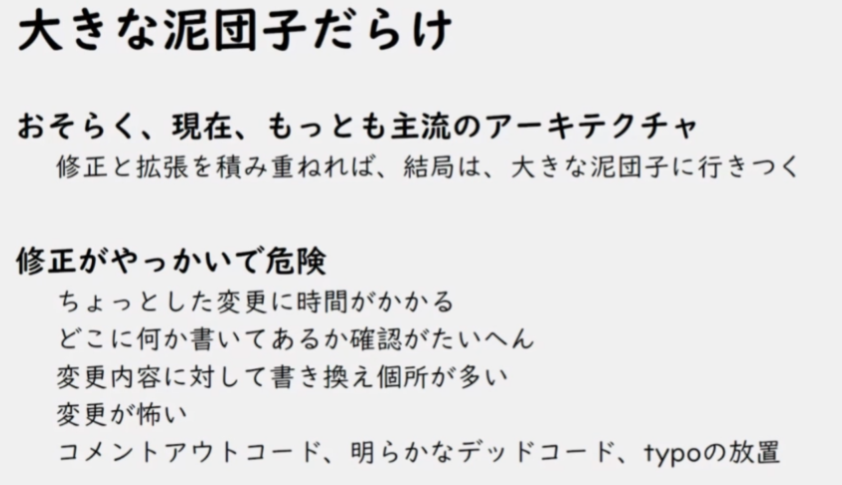 大きな泥団子だらけ
おそらく、現在、もっとも主流のアーキテクチャ
修正と拡張を積み重ねれば、結局は、大きな泥団子に行きつく
修正がやっかいで危険
ちょっとした変更に時間がかかる
どこに何か書いてあるか確認がたいへん
変更内容に対して書き換え個所が多い
変更が怖い
コメントアウトコード、明らかなデッドコード、typoの放置